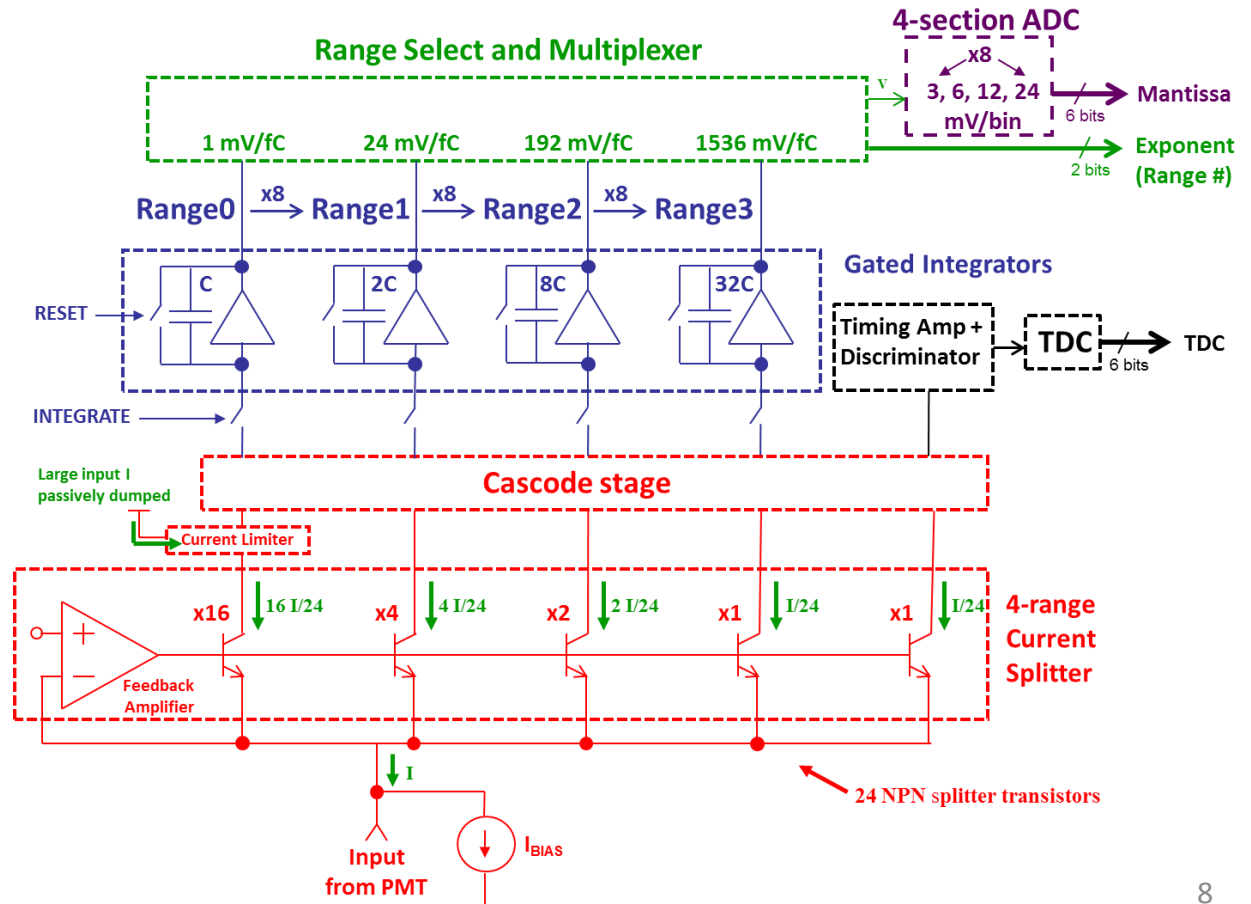 4-section ADC
Range Select and Multiplexer
x8
V
3, 6, 12, 24
mV/bin
6 bits
Mantissa
1 mV/fC 24 mV/fC 192 mV/fC 1536 mV/fC
2 bits
Exponent
(Range #)
Range0 x8 Range1 x8 Range2 x8 Range3
Gated Integrators
C 2C 8C 32C
RESET
Timing Amp +
Discriminator
TDC
6 bits
TDC
INTEGRATE
Large input I
passively dumped
Cascode stage
Current Limiter
x16 16 I/24 x4 4 I/24 x2 2 I/24 x1 I/24 x1 I/24
4-range
Current
Splitter
+
−
Feedback
Amplifier
I
24 NPN splitter transistors
Input
from PMT
IBIAS
8